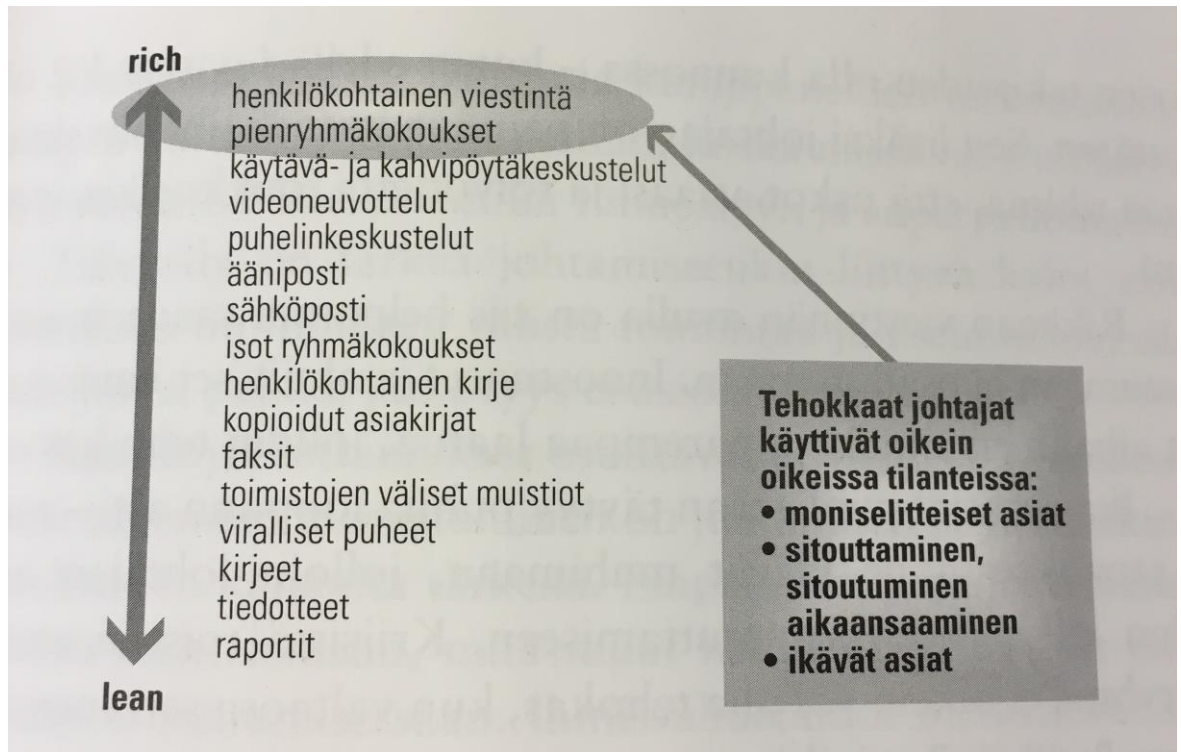 rich
henkilökohtainen viestintä
pienryhmäkokoukset
käytävä- ja kahvipöytäkeskustelut
videoneuvottelut
puhelinkeskustelut
ääniposti
sähköposti
isot ryhmäkokoukset
henkilökohtainen kirje
kopioidut asiakirjat
faksit
toimistojen väliset muistiot
viralliset puheet
kirjeet
tiedotteet
raportit
lean
Tehokkaat johtajat
käyttivät oikein
oikeissa tilanteissa:
• moniselitteiset asiat
• sitouttaminen,
sitoutuminen
aikaansaaminen
• ikävät asiat